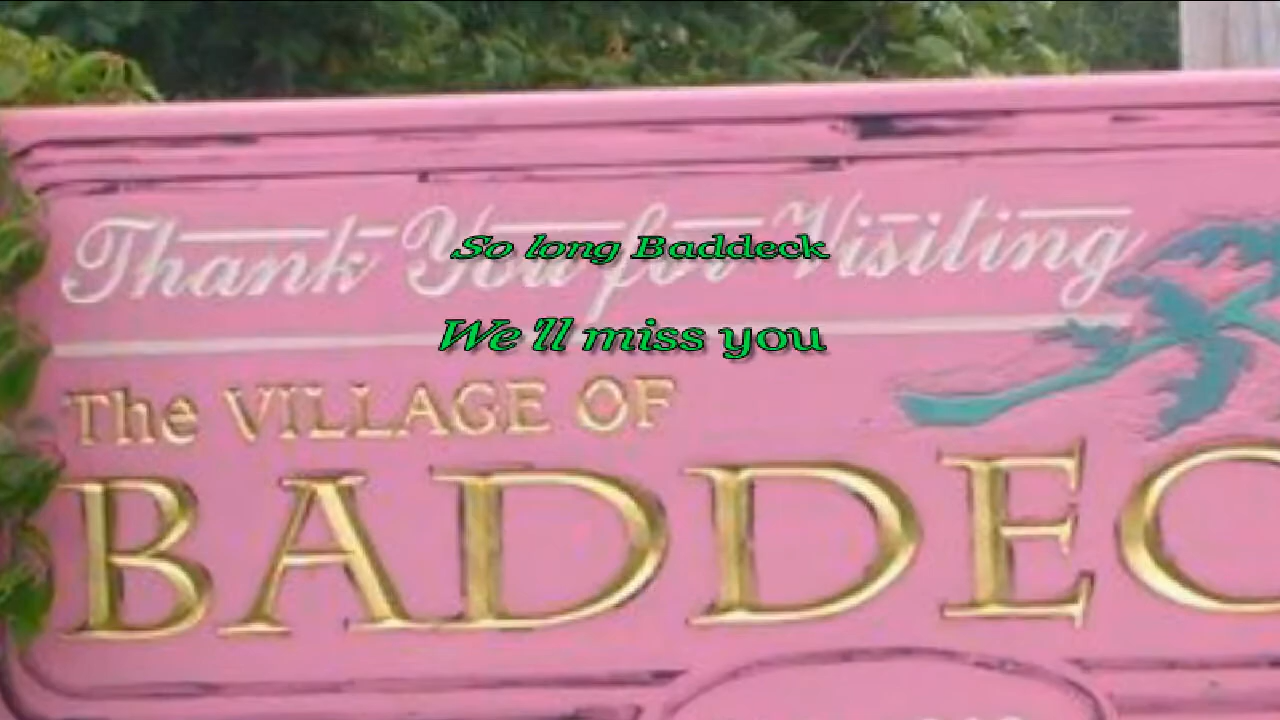 Thank You for Visiting
So long Baddeck
We'll miss you
The VILLAGE OF
BADDEC